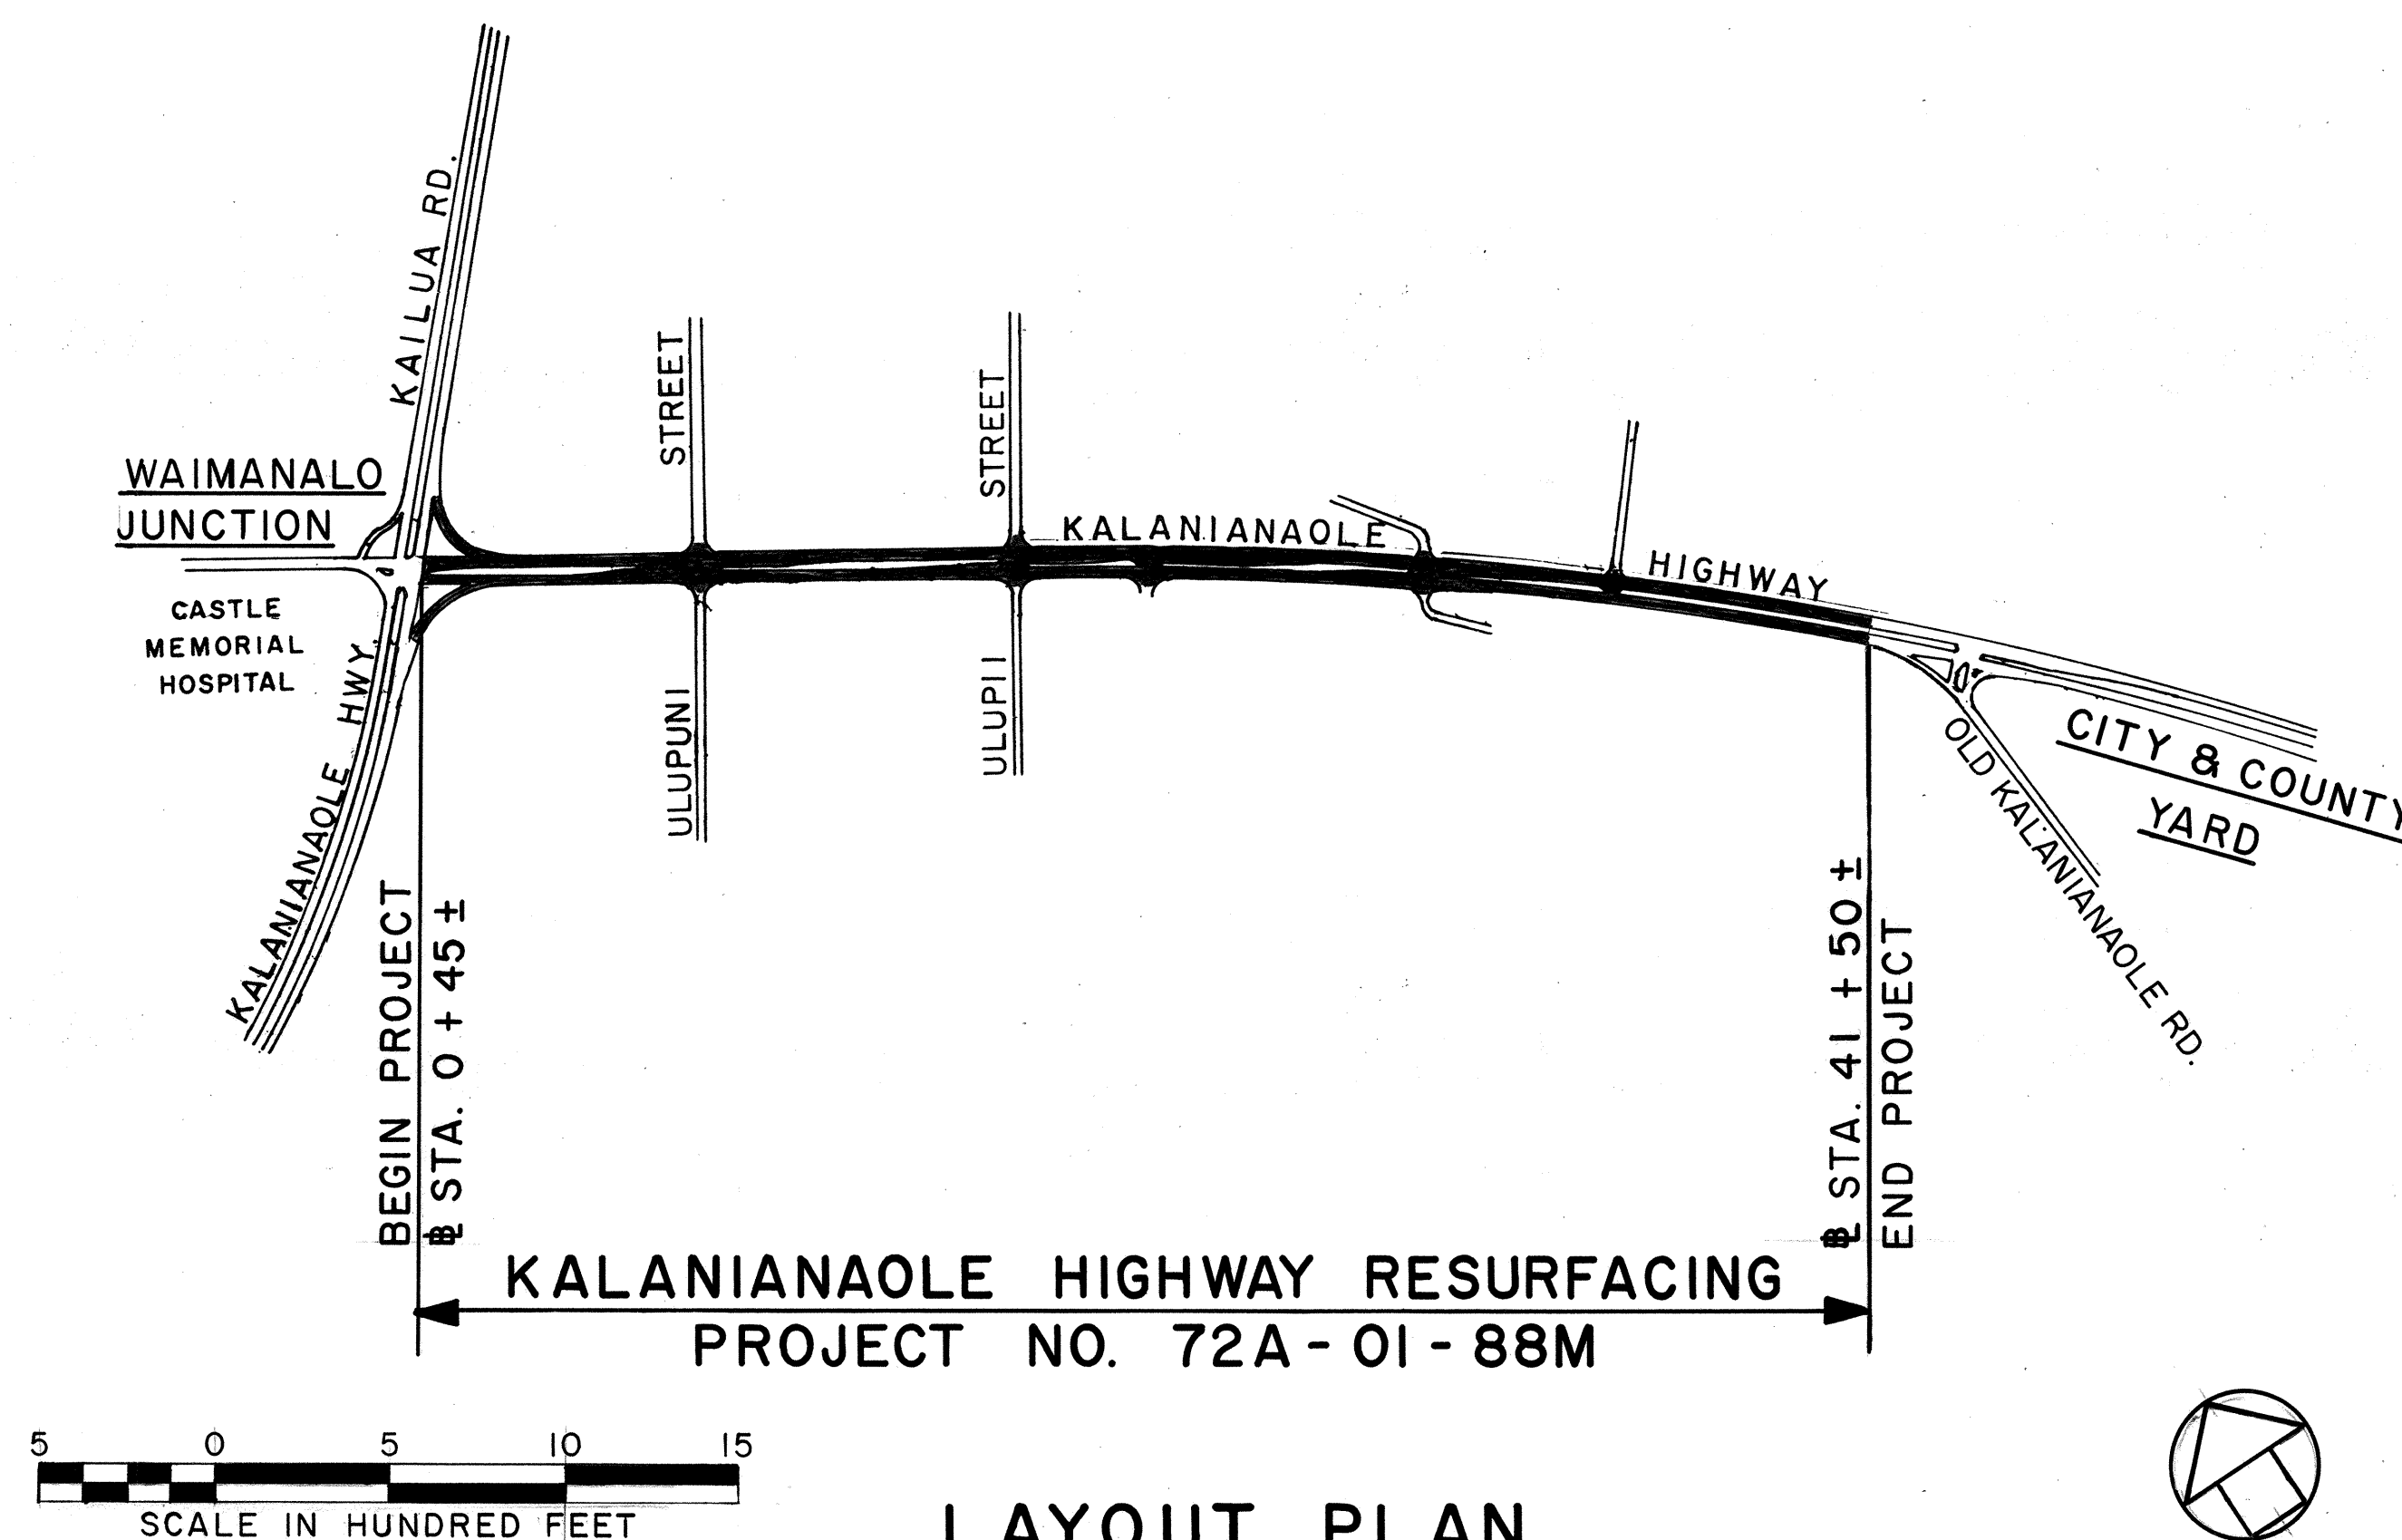 KAILUA RD.
WAIMANALO
JUNCTION
CASTLE
MEMORIAL
HOSPITAL
KALANIANAOLE HWY.
STREET
ULUPUNI
STREET
ULUPII
KALANIANAOLE HIGHWAY
CITY & COUNTY
YARD
OLD KALANIANAOLE RD.
BEGIN PROJECT
BL STA. 0 + 45 ±
BL STA. 41 + 50 ±
END PROJECT
KALANIANAOLE HIGHWAY RESURFACING
PROJECT NO. 72A - 01 - 88M
5 0 5 10 15
SCALE IN HUNDRED FEET
LAYOUT PLAN